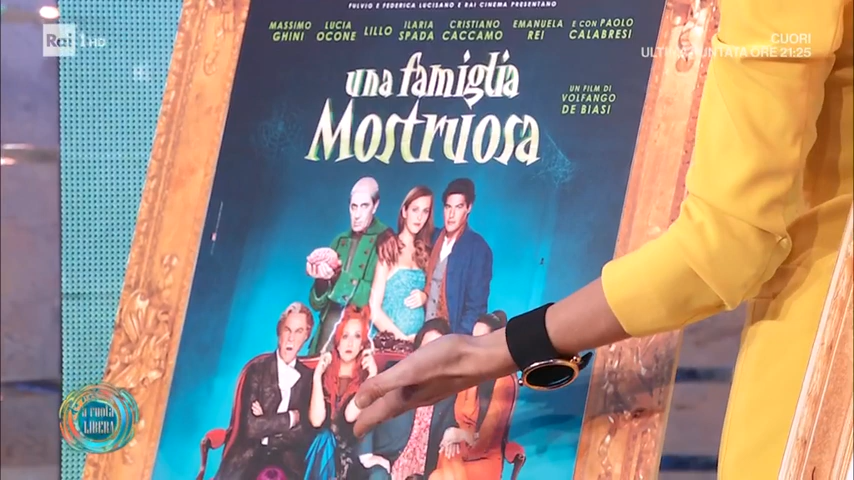 FULVIO E FEDERICA LUCISANO E RAI CINEMA PRESENTANO
MASSIMO GHINI
LUCIA OCONE
LILLO
ILARIA SPADA
CRISTIANO CACCAMO
EMANUELA REI
E CON PAOLO CALABRESI
una famiglia
Mostruosa
UN FILM DI
VOLFANGO
DE BIASI
Rai 1 HD
CUORI
ULTIMA PUNTATA ORE 21:25
a ruota
LIBERA